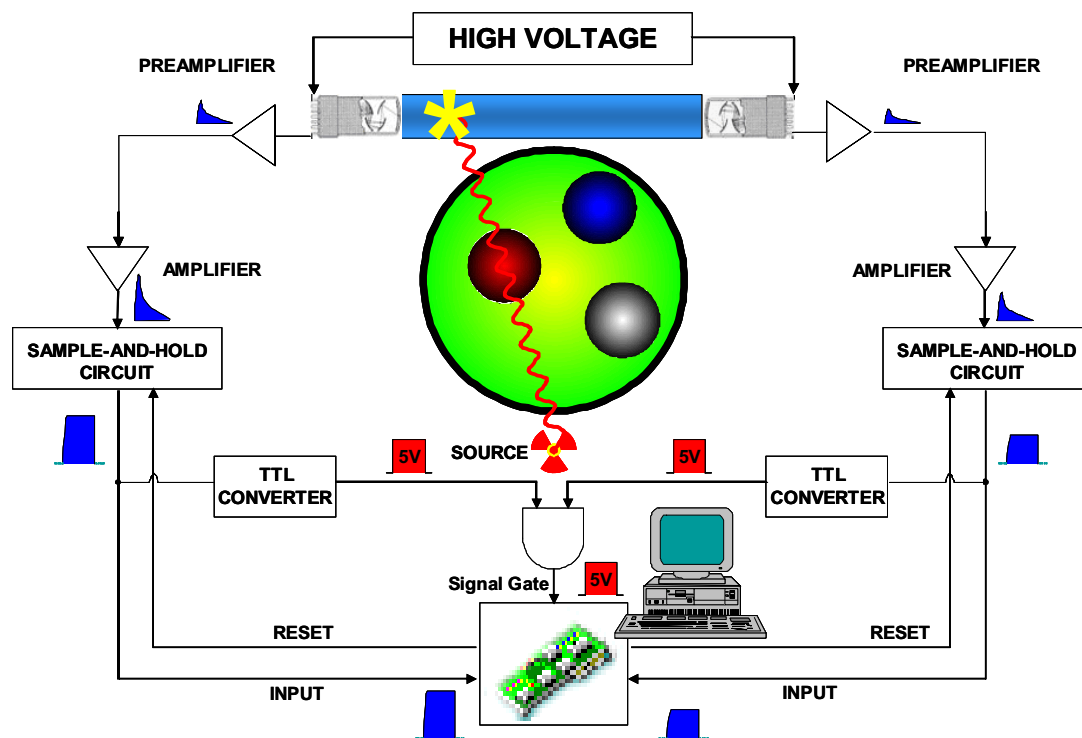 HIGH VOLTAGE
PREAMPLIFIER
PREAMPLIFIER
AMPLIFIER
AMPLIFIER
SAMPLE-AND-HOLD
CIRCUIT
SAMPLE-AND-HOLD
CIRCUIT
5V
SOURCE
5V
TTL
CONVERTER
TTL
CONVERTER
Signal Gate
5V
RESET
RESET
INPUT
INPUT